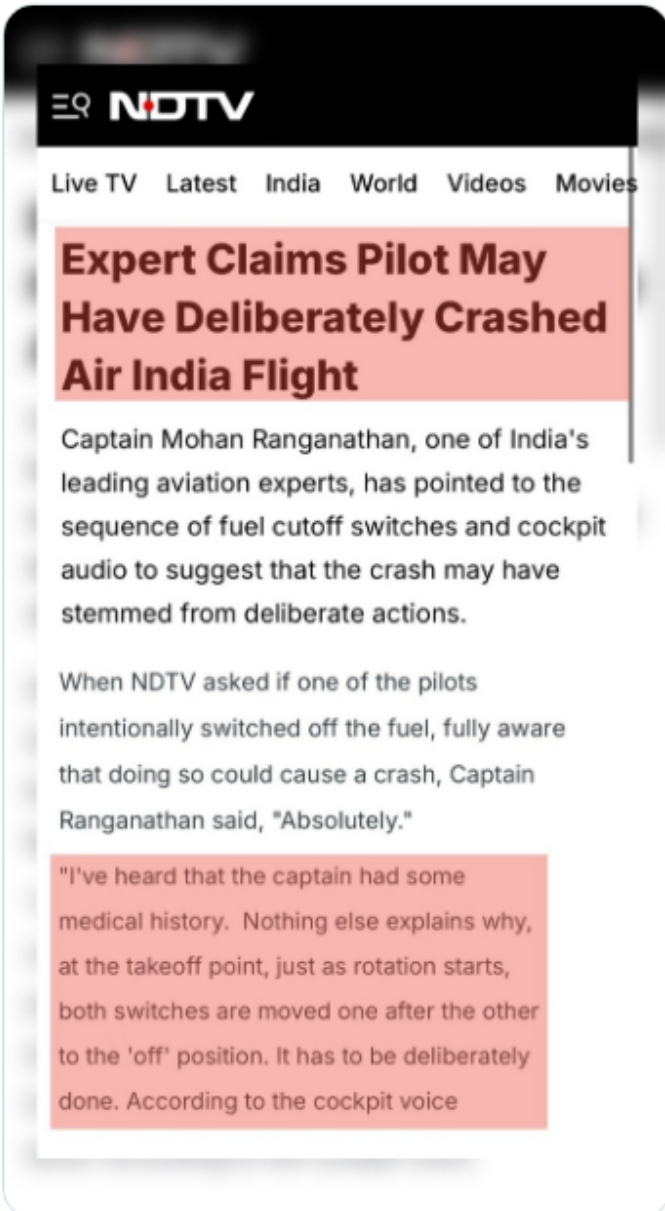 NDTV
Live TV Latest India World Videos Movies
Expert Claims Pilot May
Have Deliberately Crashed
Air India Flight
Captain Mohan Ranganathan, one of India's
leading aviation experts, has pointed to the
sequence of fuel cutoff switches and cockpit
audio to suggest that the crash may have
stemmed from deliberate actions.
When NDTV asked if one of the pilots
intentionally switched off the fuel, fully aware
that doing so could cause a crash, Captain
Ranganathan said, "Absolutely."
"I've heard that the captain had some
medical history.  Nothing else explains why,
at the takeoff point, just as rotation starts,
both switches are moved one after the other
to the 'off' position. It has to be deliberately
done. According to the cockpit voice